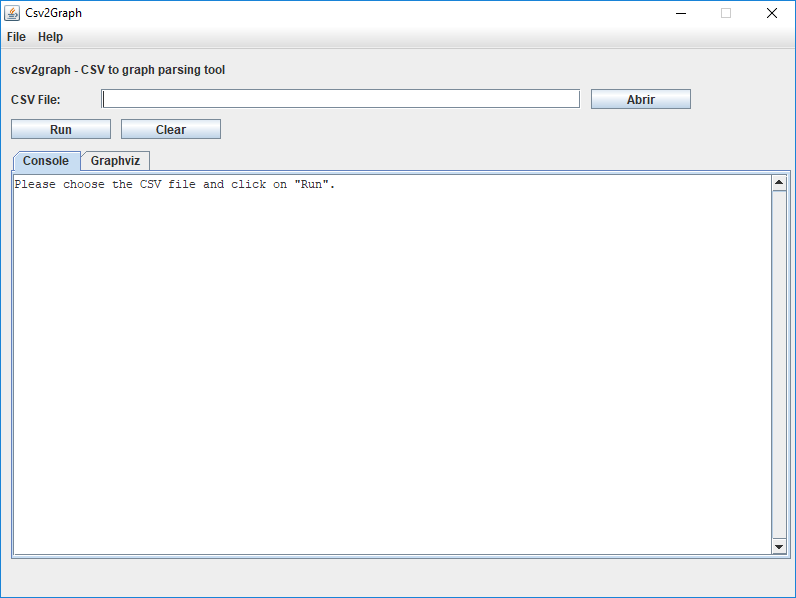 Csv2Graph
File Help
csv2graph - CSV to graph parsing tool
CSV File: Abrir
Run Clear
Console Graphviz
Please choose the CSV file and click on "Run".